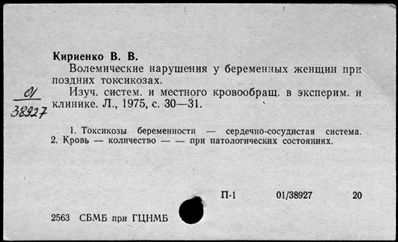 Кириенко В. В.
Волемические нарушения у беременных женщин при
поздних токсикозах.
Изуч. систем. и местного кровообращ. в эксперим. и
клинике. Л., 1975, с. 30—31.
01
38927
1. Токсикозы беременности — сердечно-сосудистая система.
2. Кровь — количество — — при патологических состояниях.
П-1 01/38927 20
2563 СБМБ при ГЦНМБ